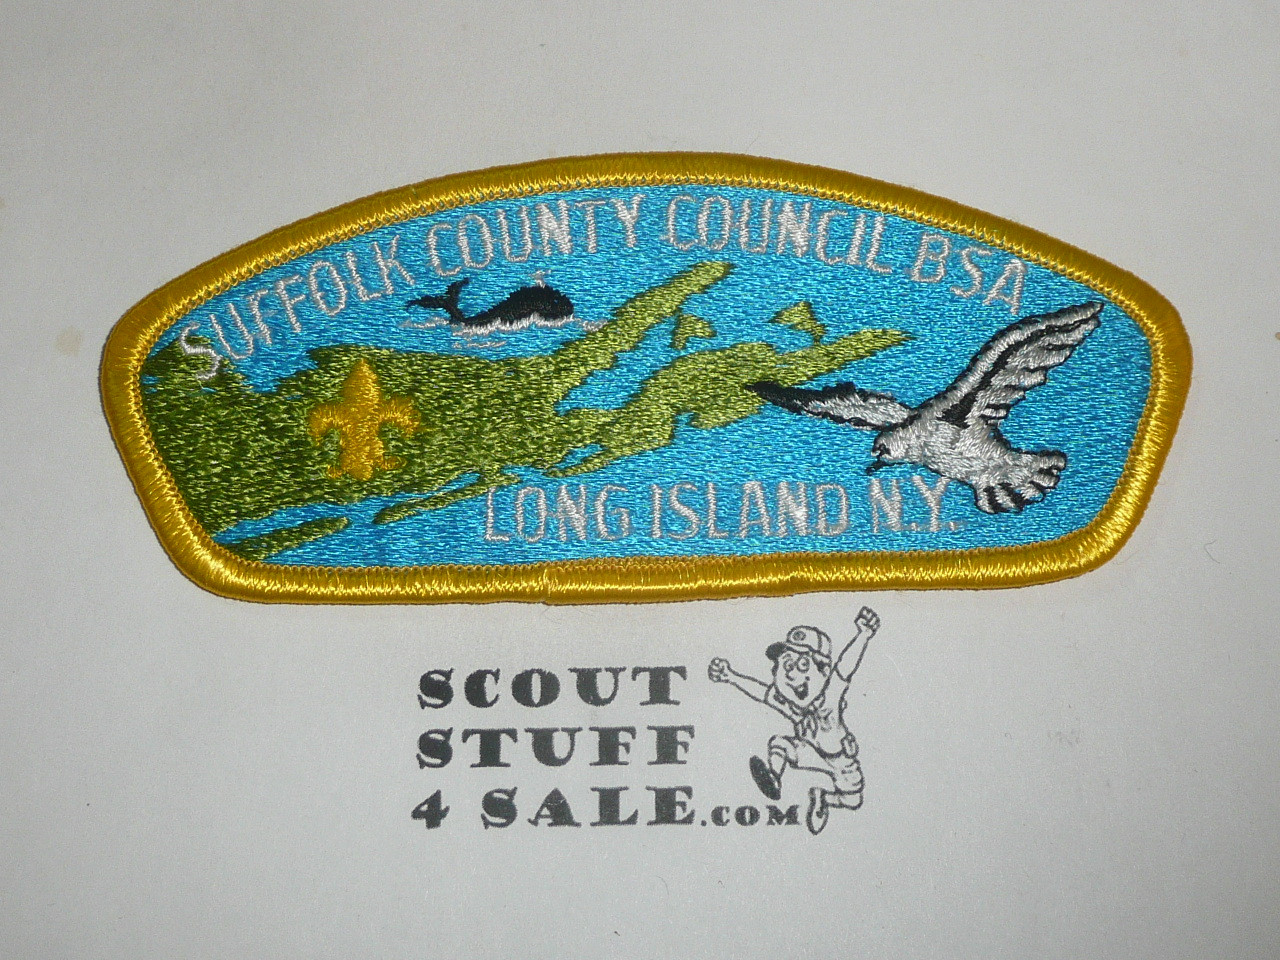 SUFFOLK COUNTY COUNCIL BSA
LONG ISLAND N.Y.
SCOUT
STUFF
4 SALE.COM